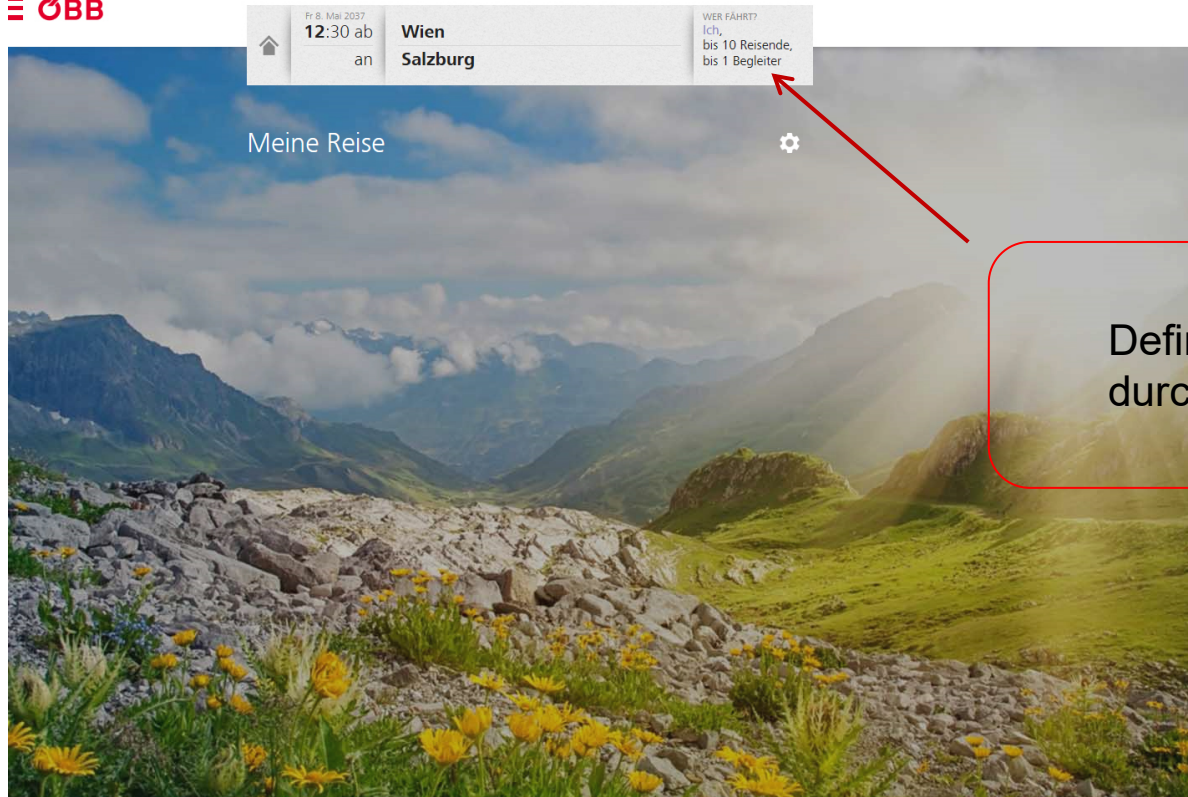 ÖBB
Fr 8. Mai 2037
12:30 ab
an
Wien
Salzburg
WER FÄHRT?
Ich,
bis 10 Reisende,
bis 1 Begleiter
Meine Reise